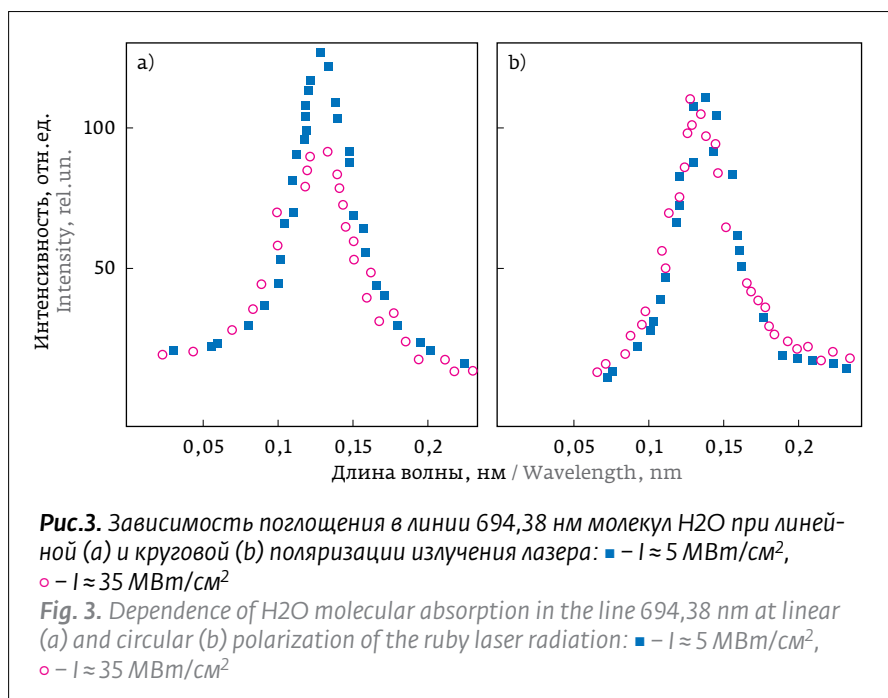 a)
b)
Интенсивность, отн.ед.
Intensity, rel.un.
100
50
0,05
0,1
0,15
0,2
0,05
0,1
0,15
0,2
Длина волны, нм / Wavelength, nm
Рис.3. Зависимость поглощения в линии 694,38 нм молекул H2O при линей-
ной (a) и круговой (b) поляризации излучения лазера: ■ – I ≈ 5 МВт/см²,
○ – I ≈ 35 МВт/см²
Fig. 3. Dependence of H2O molecular absorption in the line 694,38 nm at linear
(a) and circular (b) polarization of the ruby laser radiation: ■ – I ≈ 5 МВт/см²,
○ – I ≈ 35 МВт/см²